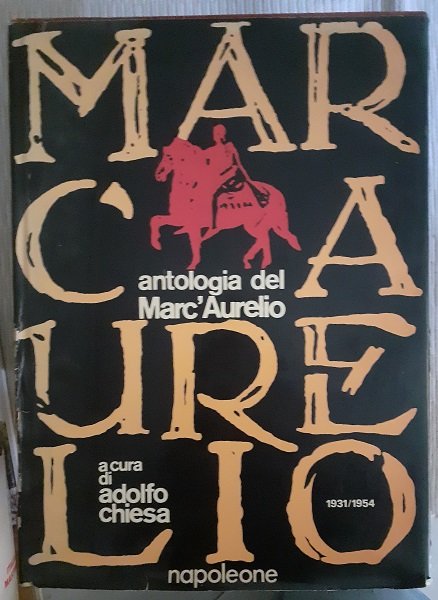 MAR
C'A
antologia del
Marc'Aurelio
URE
LIO
a cura
di
adolfo
chiesa
1931/1954
napoleone